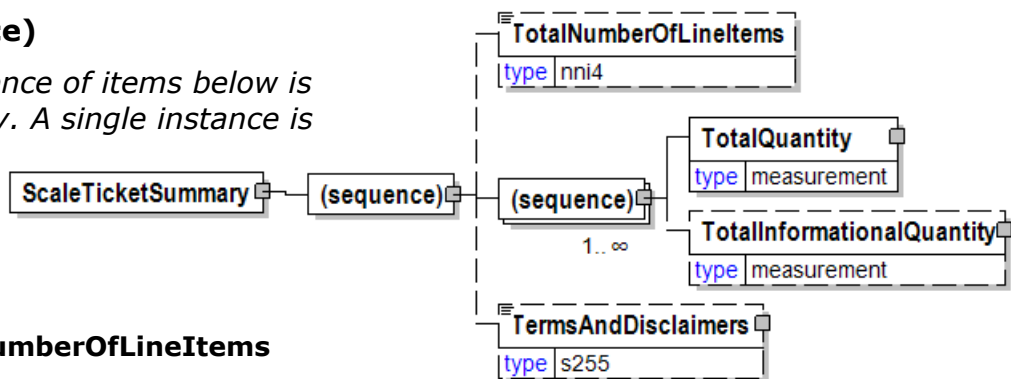 e)
TotalNumberOfLineItems
type nni4
nce of items below is
y. A single instance is
TotalQuantity
type measurement
ScaleTicketSummary
(sequence)
(sequence)
1.. ∞
TotalInformationalQuantity
type measurement
TermsAndDisclaimers
type s255
umberOfLineItems